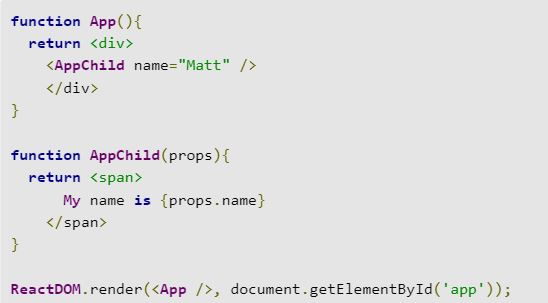 function App(){
  return <div>
    <AppChild name="Matt" />
    </div>
}

function AppChild(props){
  return <span>
      My name is {props.name}
    </span>
}

ReactDOM.render(<App />, document.getElementById('app'));